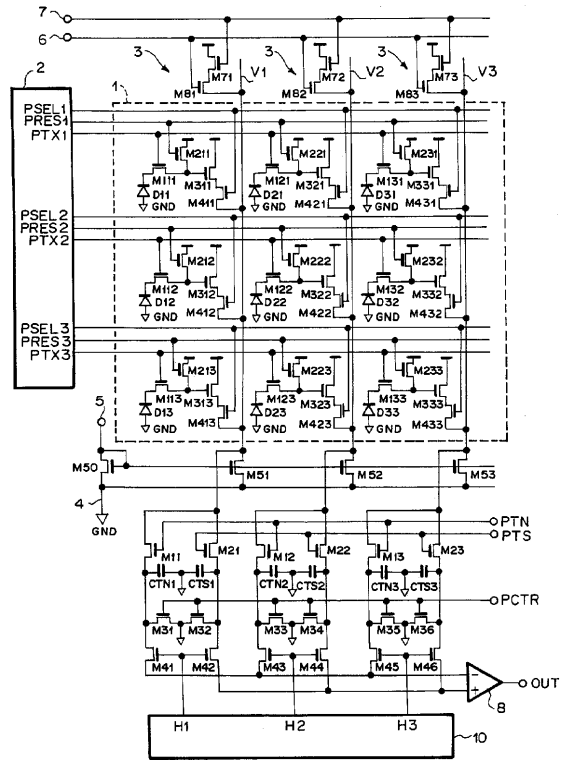 7
6
3 3 3
M71 V1 M72 V2 M73 V3
2
M81 M82 M83
1
PSEL1
PRES1
PTX1
M211 M221 M231
M111 M311 M121 M321 M131 M331
D11 M411 D21 M421 D31 M431
GND GND GND
PSEL2
PRES2
PTX2
M212 M222 M232
M112 M312 M122 M322 M132 M332
D12 M412 D22 M422 D32 M432
GND GND GND
PSEL3
PRES3
PTX3
M213 M223 M233
M113 M313 M123 M323 M133 M333
D13 M413 D23 M423 D33 M433
GND GND GND
5
M50 M51 M52 M53
4
GND
PTN
PTS
M11 M21 M12 M22 M13 M23
CTN1 CTS1 CTN2 CTS2 CTN3 CTS3
PCTR
M31 M32 M33 M34 M35 M36
M41 M42 M43 M44 M45 M46
− + OUT
8
H1 H2 H3
10